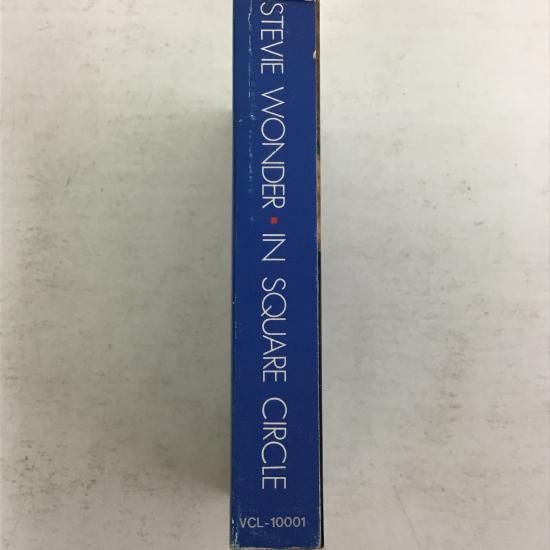 STEVIE WONDER ▪ IN SQUARE CIRCLE
VCL-10001